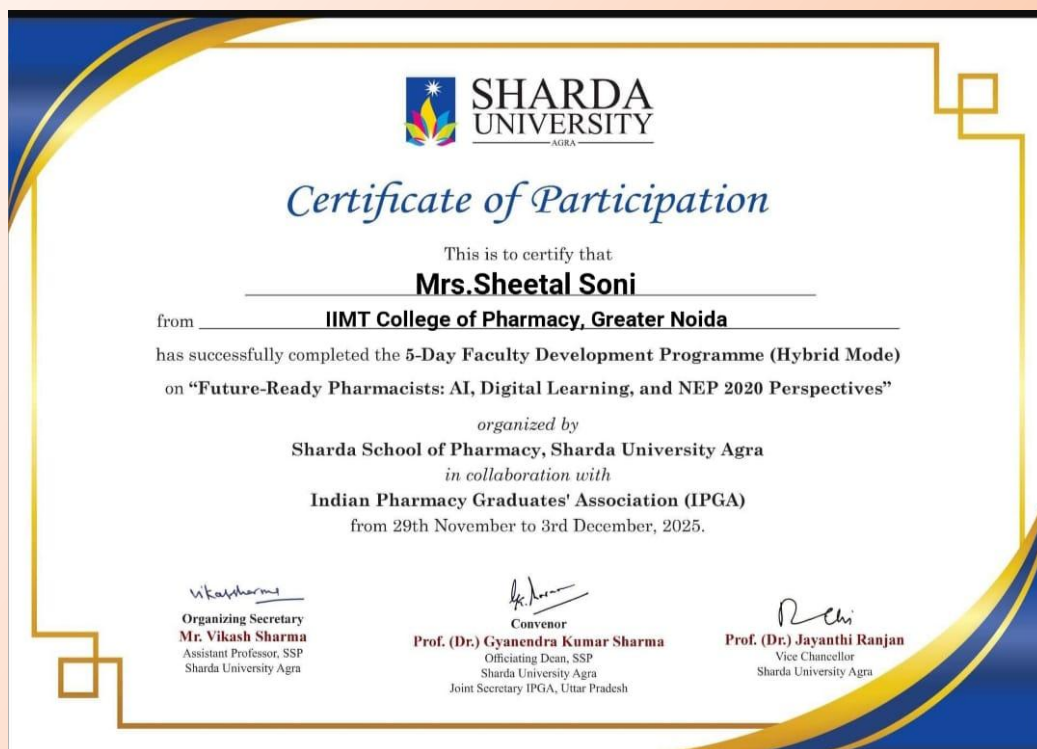 SHARDA
UNIVERSITY
AGRA
Certificate of Participation
This is to certify that
Mrs.Sheetal Soni
from IIMT College of Pharmacy, Greater Noida
has successfully completed the 5-Day Faculty Development Programme (Hybrid Mode)
on “Future-Ready Pharmacists: AI, Digital Learning, and NEP 2020 Perspectives”
organized by
Sharda School of Pharmacy, Sharda University Agra
in collaboration with
Indian Pharmacy Graduates' Association (IPGA)
from 29th November to 3rd December, 2025.
vikashsharma
Organizing Secretary
Mr. Vikash Sharma
Assistant Professor, SSP
Sharda University Agra
Convenor
Prof. (Dr.) Gyanendra Kumar Sharma
Officiating Dean, SSP
Sharda University Agra
Joint Secretary IPGA, Uttar Pradesh
Prof. (Dr.) Jayanthi Ranjan
Vice Chancellor
Sharda University Agra